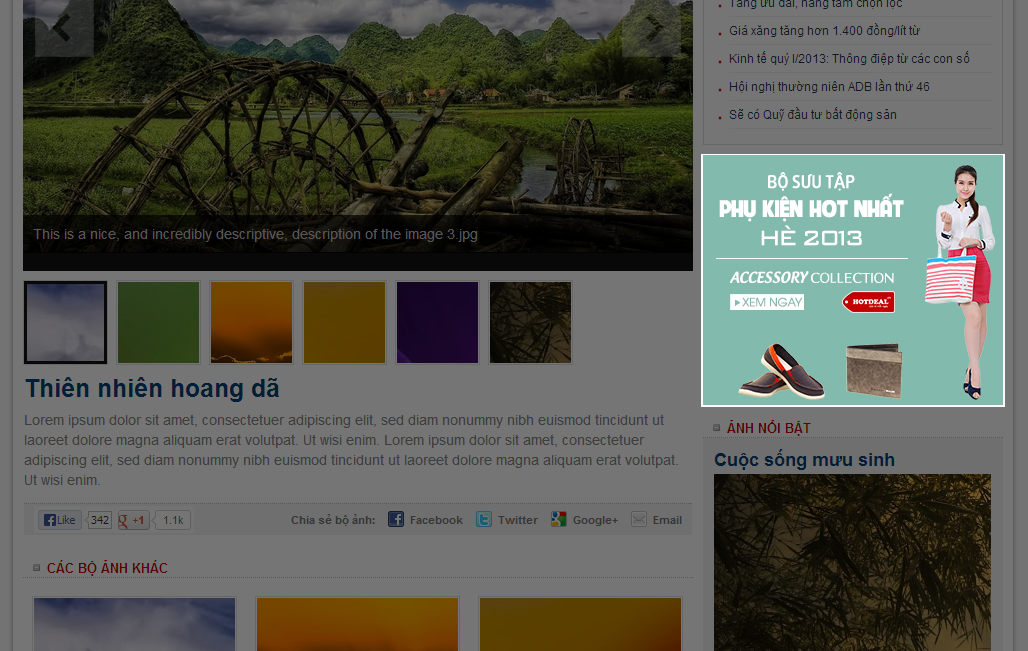 This is a nice, and incredibly descriptive, description of the image 3.jpg
Thiên nhiên hoang dã
Lorem ipsum dolor sit amet, consectetuer adipiscing elit, sed diam nonummy nibh euismod tincidunt ut
laoreet dolore magna aliquam erat volutpat. Ut wisi enim. Lorem ipsum dolor sit amet, consectetuer
adipiscing elit, sed diam nonummy nibh euismod tincidunt ut laoreet dolore magna aliquam erat volutpat.
Ut wisi enim.
Like 342 +1 1.1k Chia sẻ bộ ảnh: Facebook Twitter Google+ Email
CÁC BỘ ẢNH KHÁC
Tăng ưu đãi, nâng tầm chọn lọc
Giá xăng tăng hơn 1.400 đồng/lít từ
Kinh tế quý I/2013: Thông điệp từ các con số
Hội nghị thường niên ADB lần thứ 46
Sẽ có Quỹ đầu tư bất động sản
BỘ SƯU TẬP
PHỤ KIỆN HOT NHẤT
HÈ 2013
ACCESSORY COLLECTION
XEM NGAY
HOTDEAL
ẢNH NỔI BẬT
Cuộc sống mưu sinh